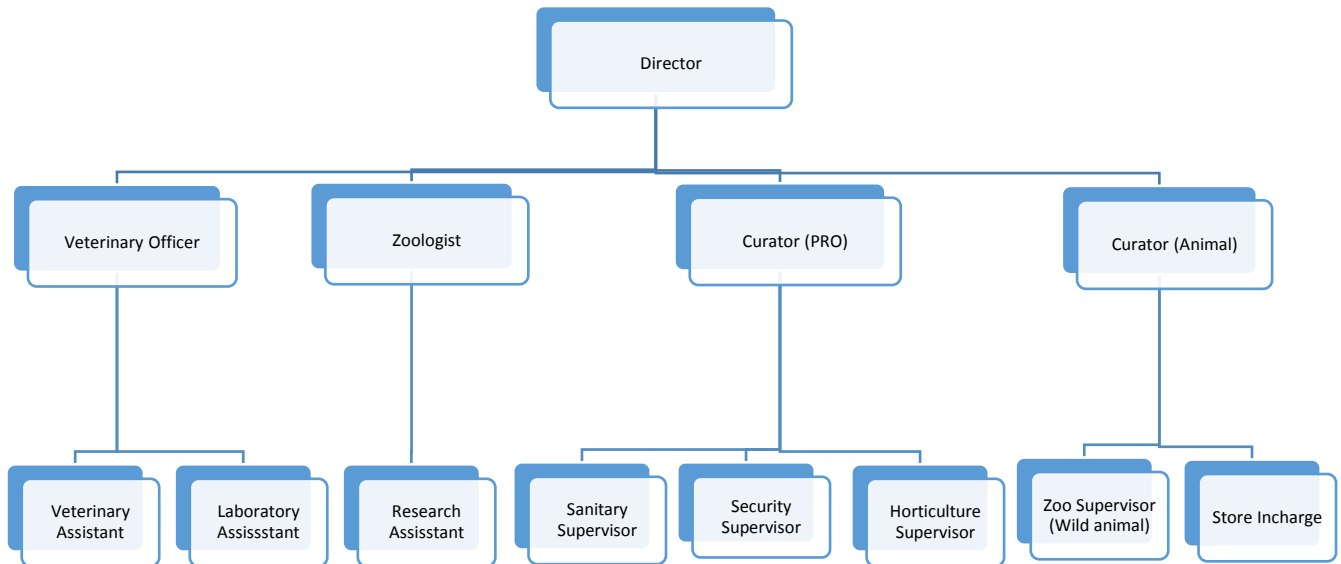 Director
Veterinary Officer
Zoologist
Curator (PRO)
Curator (Animal)
Veterinary
Assistant
Laboratory
Assissstant
Research
Assisstant
Sanitary
Supervisor
Security
Supervisor
Horticulture
Supervisor
Zoo Supervisor
(Wild animal)
Store Incharge